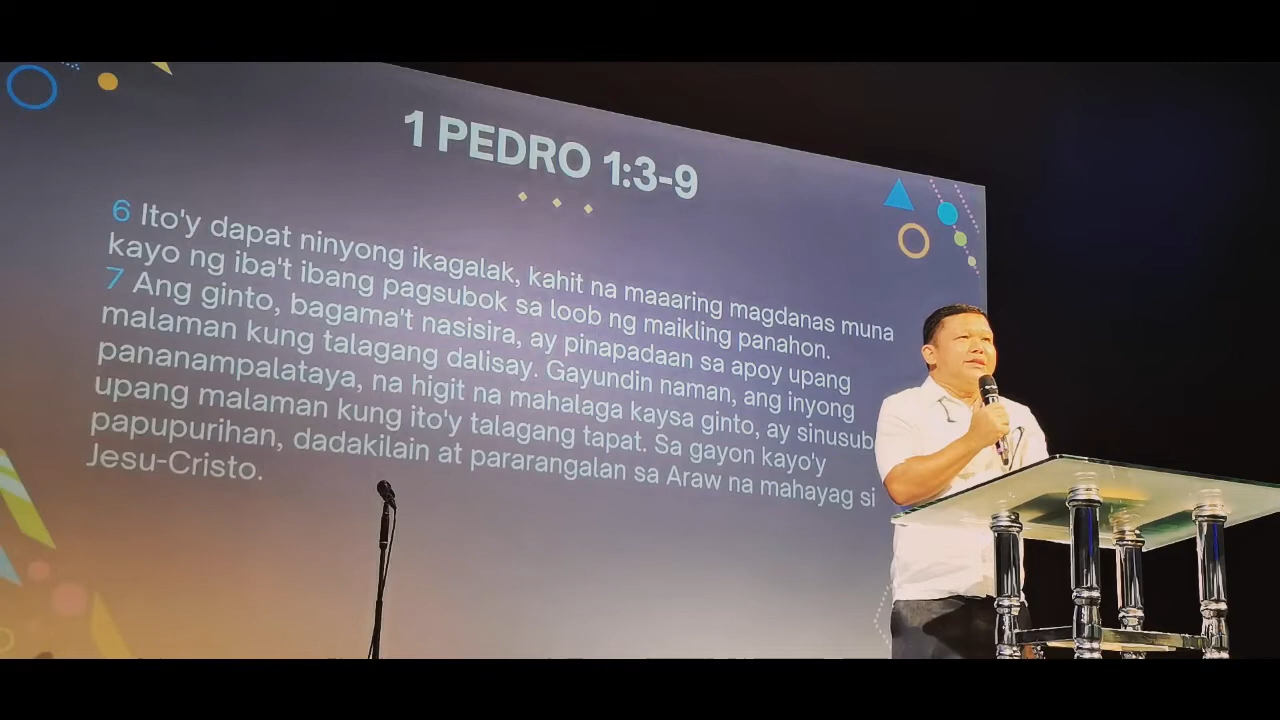 1 PEDRO 1:3-9
6 Ito'y dapat ninyong ikagalak, kahit na maaaring magdanas muna
kayo ng iba't ibang pagsubok sa loob ng maikling panahon.
7 Ang ginto, bagama't nasisira, ay pinapadaan sa apoy upang
malaman kung talagang dalisay. Gayundin naman, ang inyong
pananampalataya, na higit na mahalaga kaysa ginto, ay sinusub
upang malaman kung ito'y talagang tapat. Sa gayon kayo'y
papupurihan, dadakilain at pararangalan sa Araw na mahayag si
Jesu-Cristo.